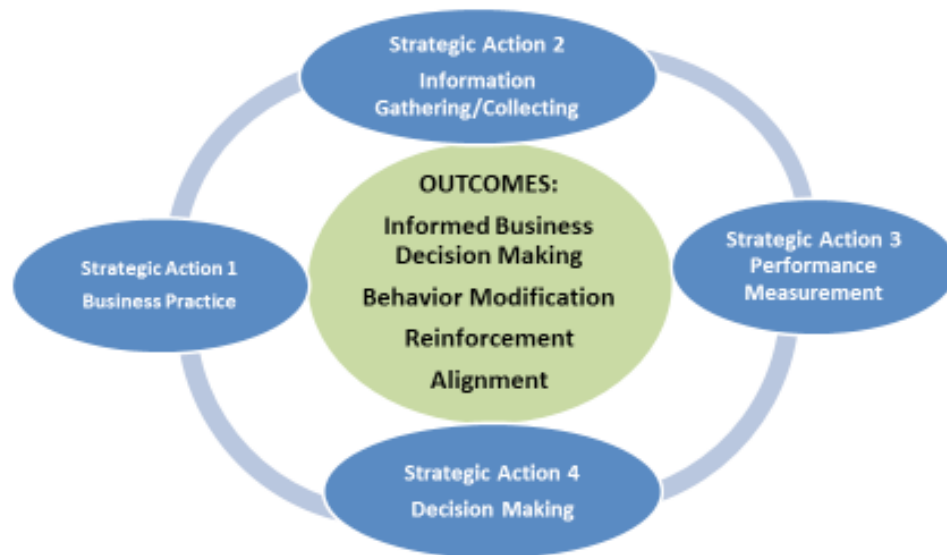 Strategic Action 2
Information
Gathering/Collecting
OUTCOMES:
Informed Business
Decision Making
Behavior Modification
Reinforcement
Alignment
Strategic Action 1
Business Practice
Strategic Action 3
Performance
Measurement
Strategic Action 4
Decision Making